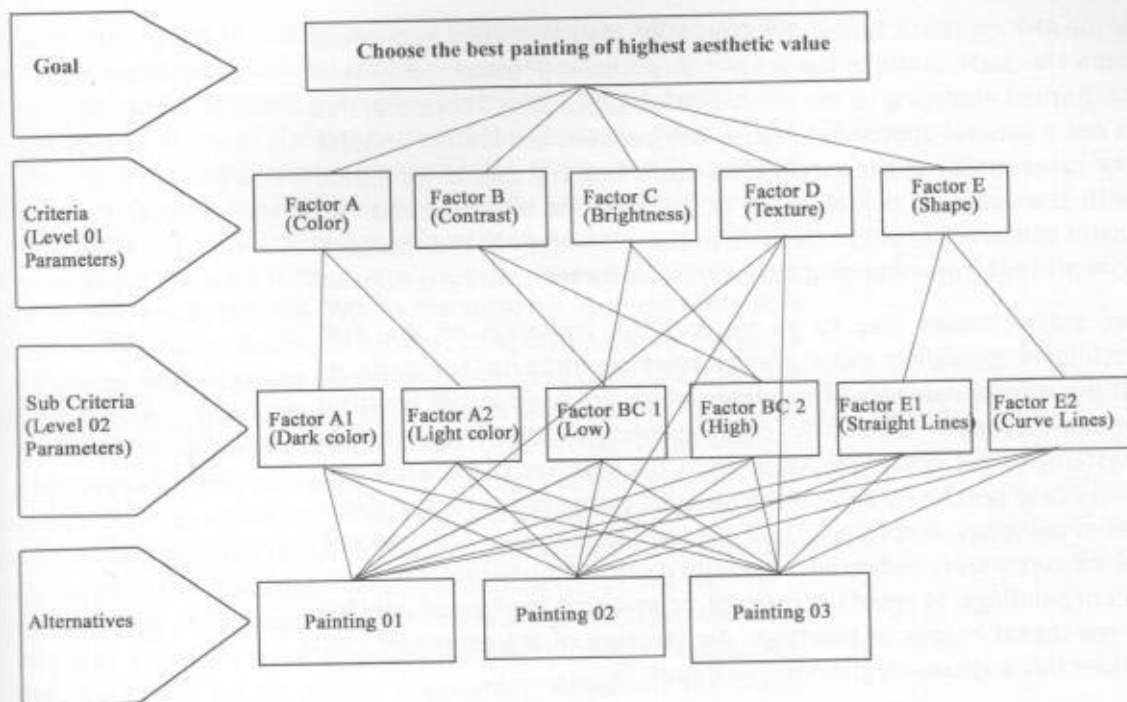 Goal
Choose the best painting of highest aesthetic value
Criteria
(Level 01
Parameters)
Factor A
(Color)
Factor B
(Contrast)
Factor C
(Brightness)
Factor D
(Texture)
Factor E
(Shape)
Sub Criteria
(Level 02
Parameters)
Factor A1
(Dark color)
Factor A2
(Light color)
Factor BC 1
(Low)
Factor BC 2
(High)
Factor E1
(Straight Lines)
Factor E2
(Curve Lines)
Alternatives
Painting 01
Painting 02
Painting 03